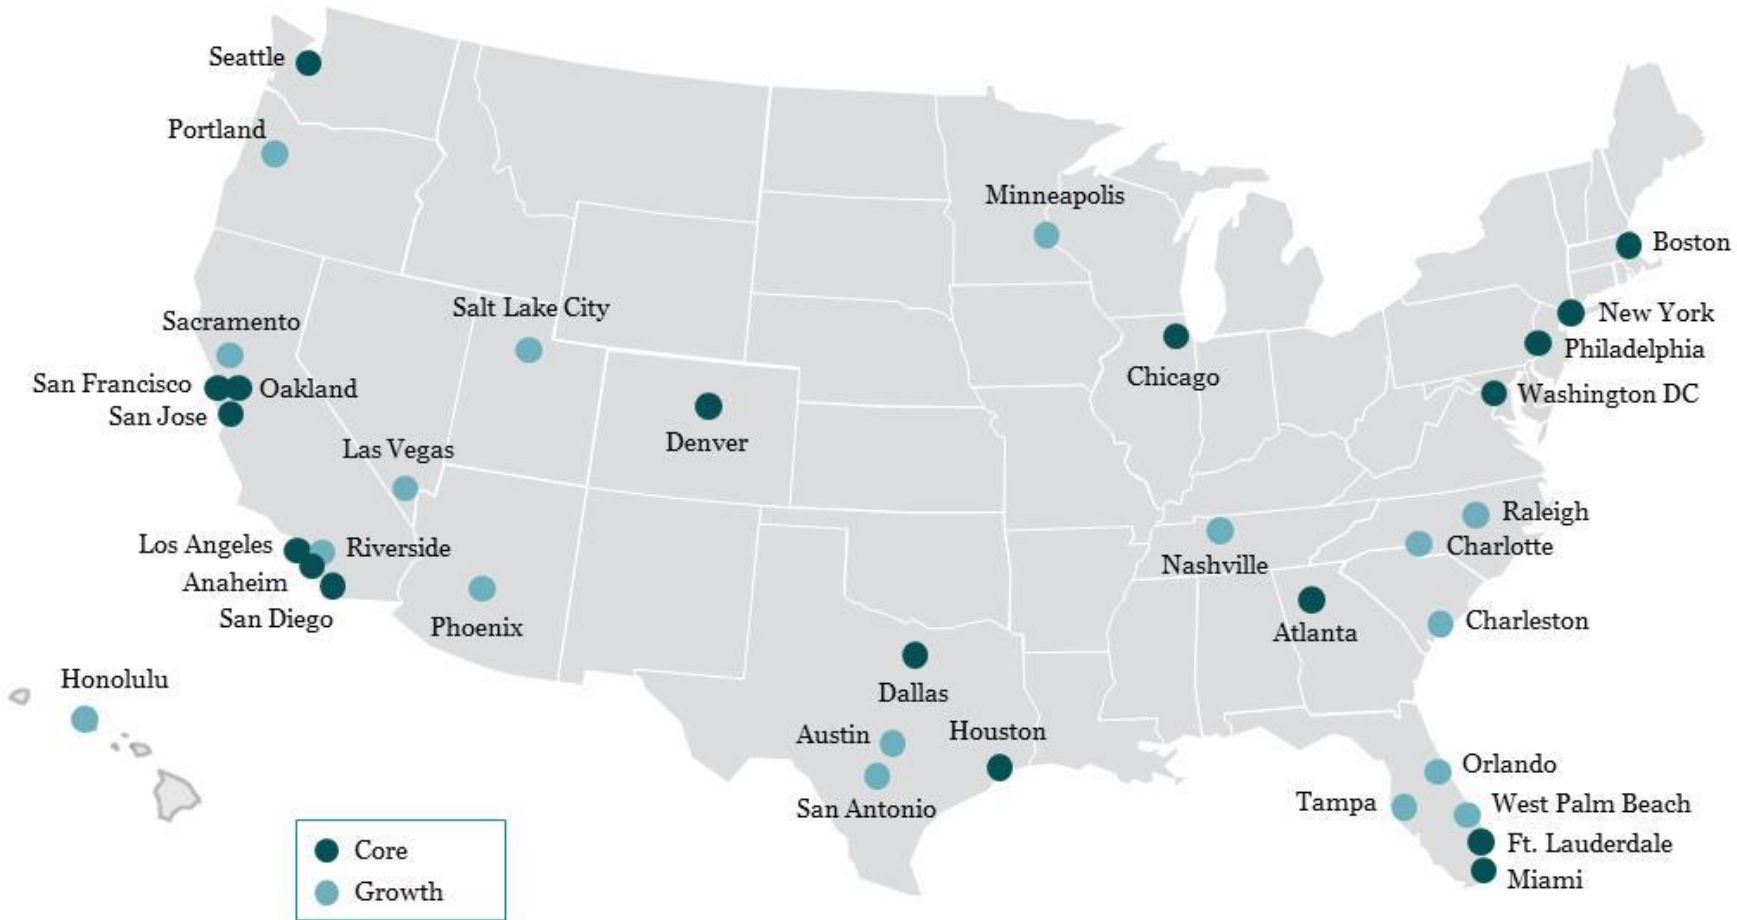 Seattle
Portland
Minneapolis
Boston
Salt Lake City
New York
Sacramento
Philadelphia
Chicago
San Francisco
Oakland
Washington DC
San Jose
Denver
Las Vegas
Raleigh
Los Angeles
Riverside
Charlotte
Nashville
Anaheim
San Diego
Phoenix
Charleston
Atlanta
Honolulu
Dallas
Austin
Houston
Orlando
San Antonio
Tampa
West Palm Beach
Ft. Lauderdale
Miami
Core
Growth